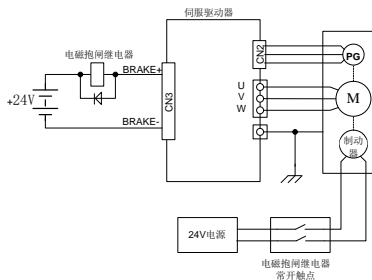 伺服驱动器
电磁抱闸继电器
BRAKE+
+24V
BRAKE-
CN3
CN2
U
V
W
PG
M
制动
器
24V电源
电磁抱闸继电器
常开触点